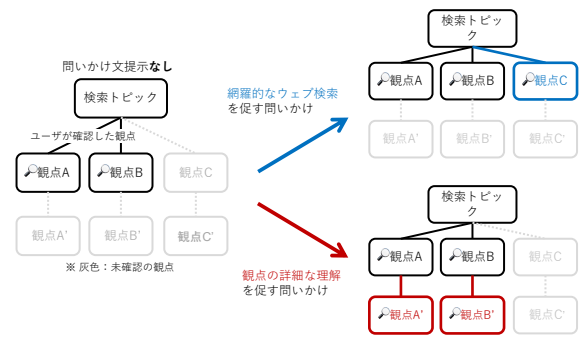 問いかけ文提示なし
検索トピック
ユーザが確認した観点
観点A
観点B
観点C
観点A’
観点B’
観点C’
※ 灰色：未確認の観点
網羅的なウェブ検索
を促す問いかけ
観点の詳細な理解
を促す問いかけ
検索トピッ
ク
観点A
観点B
観点C
観点A’
観点B’
観点C’
検索トピッ
ク
観点A
観点B
観点C
観点A’
観点B’
観点C’